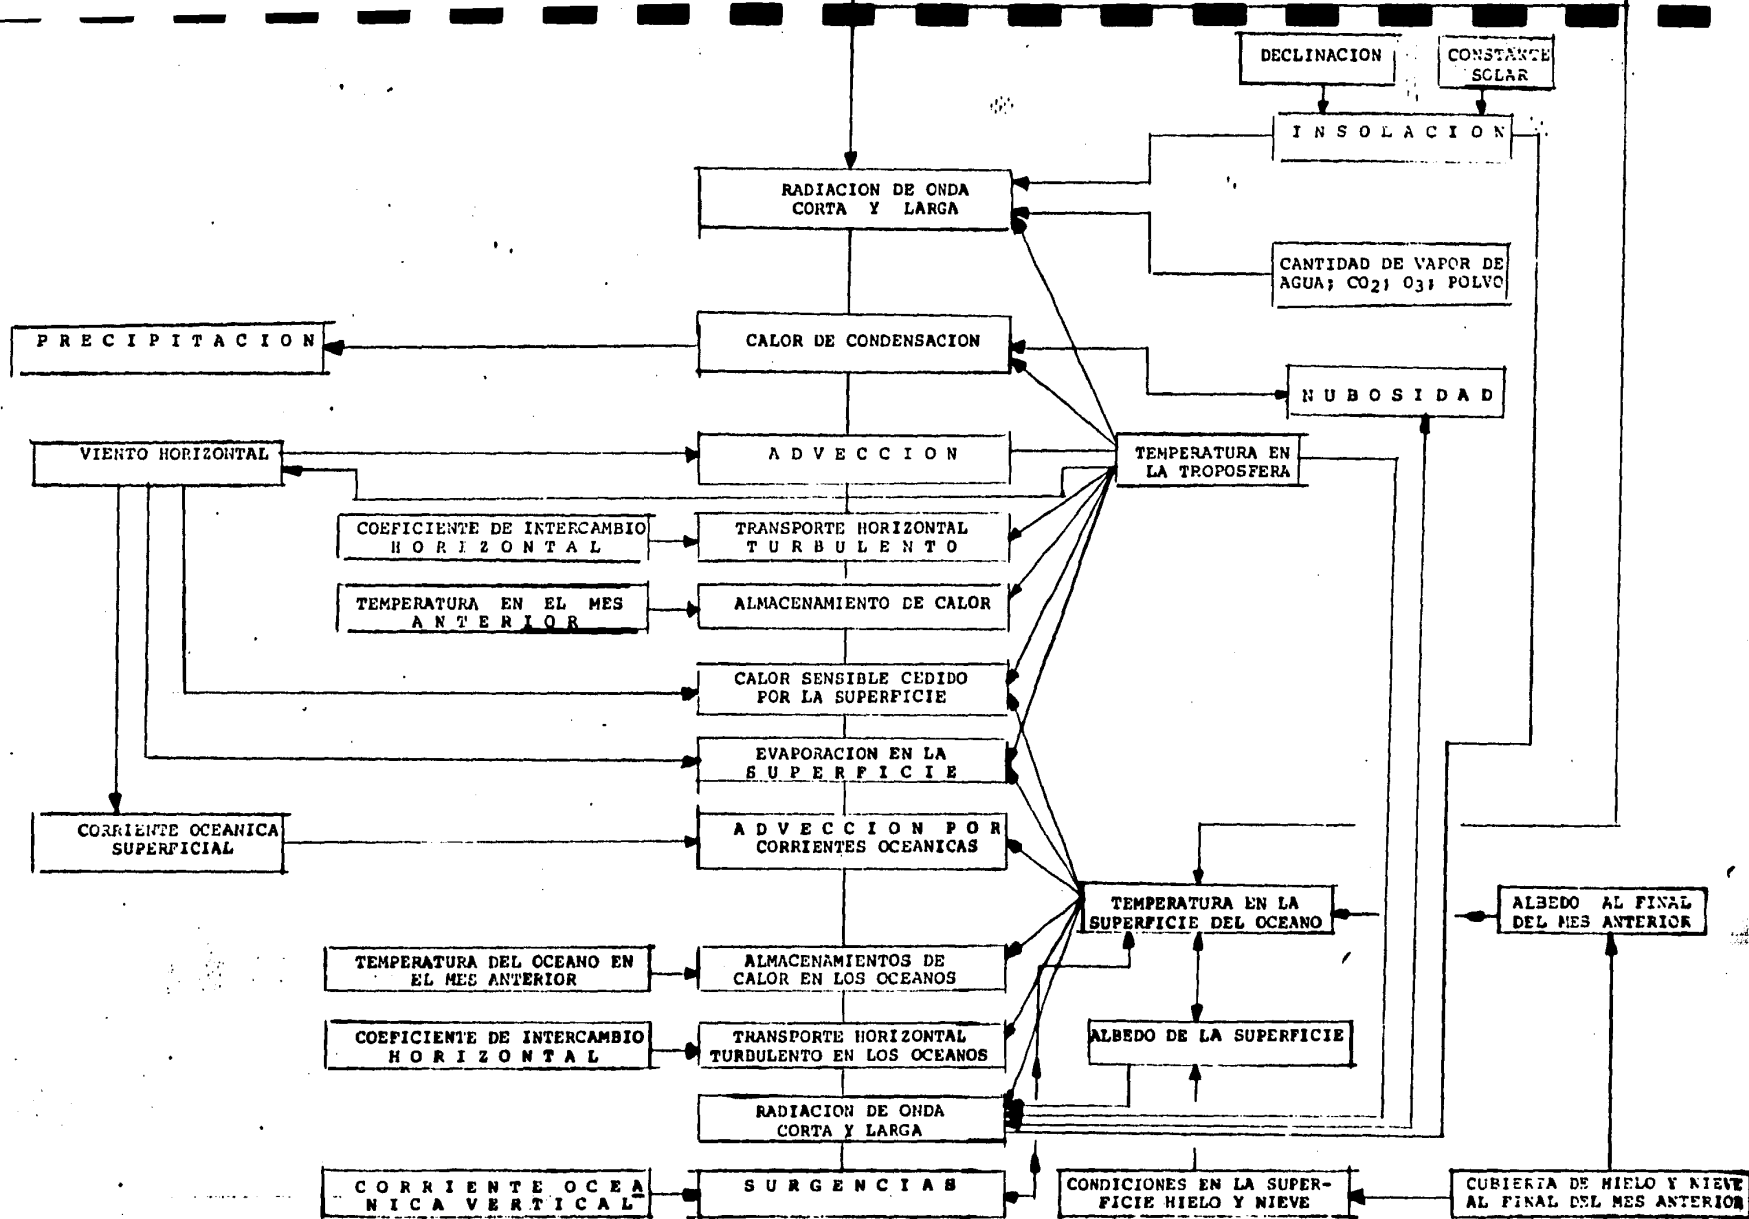 DECLINACION
CONSTANTE
SOLAR
I N S O L A C I O N
RADIACION DE ONDA
CORTA Y LARGA
CANTIDAD DE VAPOR DE
AGUA; CO2; O3; POLVO
P R E C I P I T A C I O N
CALOR DE CONDENSACION
N U B O S I D A D
VIENTO HORIZONTAL
A D V E C C I O N
TEMPERATURA EN
LA TROPOSFERA
COEFICIENTE DE INTERCAMBIO
H O R I Z O N T A L
TRANSPORTE HORIZONTAL
T U R B U L E N T O
TEMPERATURA EN EL MES
A N T E R I O R
ALMACENAMIENTO DE CALOR
CALOR SENSIBLE CEDIDO
POR LA SUPERFICIE
EVAPORACION EN LA
S U P E R F I C I E
CORRIENTE OCEANICA
SUPERFICIAL
A D V E C C I O N P O R
CORRIENTES OCEANICAS
TEMPERATURA EN LA
SUPERFICIE DEL OCEANO
ALBEDO AL FINAL
DEL MES ANTERIOR
TEMPERATURA DEL OCEANO EN
EL MES ANTERIOR
ALMACENAMIENTOS DE
CALOR EN LOS OCEANOS
COEFICIENTE DE INTERCAMBIO
H O R I Z O N T A L
TRANSPORTE HORIZONTAL
TURDULENTO EN LOS OCEANOS
ALBEDO DE LA SUPERFICIE
RADIACION DE ONDA
CORTA Y LARGA
C O R R I E N T E O C E A
N I C A V E R T I C A L
S U R G E N C I A S
CONDICIONES EN LA SUPER-
FICIE HIELO Y NIEVE
CUBIERTA DE HIELO Y NIEVE
AL FINAL DEL MES ANTERIOR